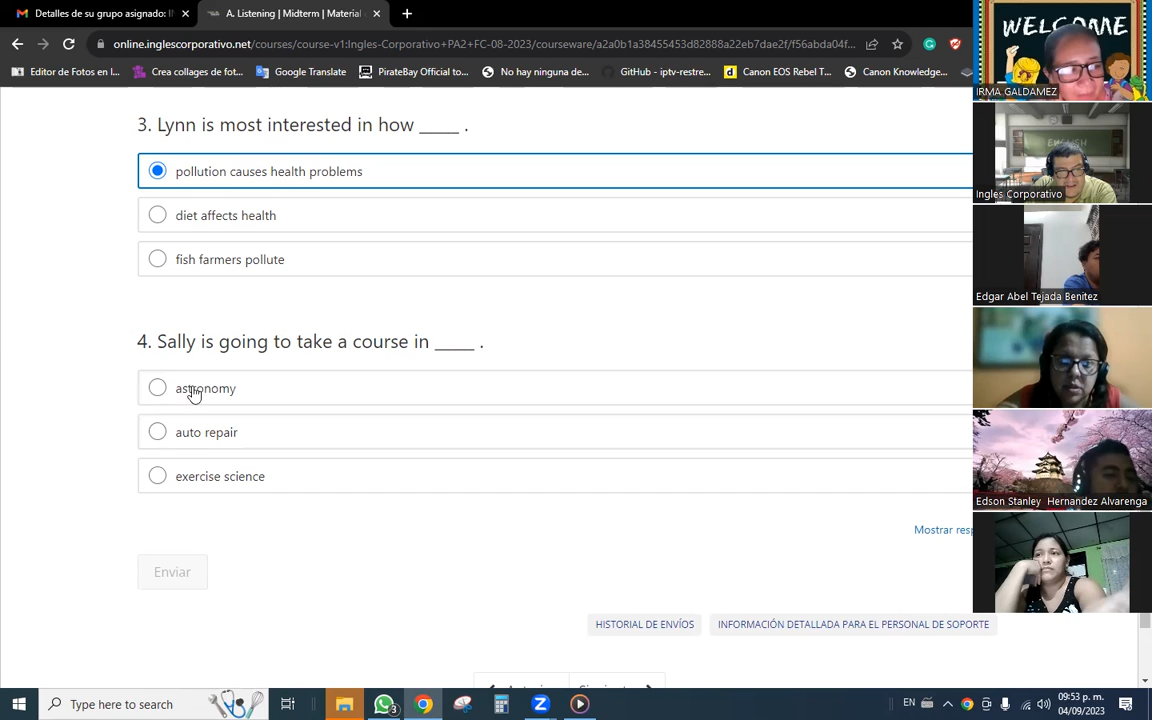 Detalles de su grupo asignado: I
A. Listening | Midterm | Material
online.inglescorporativo.net/courses/course-v1:Ingles-Corporativo+PA2+FC-08-2023/courseware/a2a0b1a38455453d82888a22eb7dae2f/f56abda04f...
Editor de Fotos en l...
Crea collages de fot...
Google Translate
PirateBay Official to...
No hay ninguna de...
GitHub - iptv-restre...
Canon EOS Rebel T...
Canon Knowledge...
WELCOME
IRMA GALDAMEZ
ENGLISH
Ingles Corporativo
Edgar Abel Tejada Benitez
Edson Stanley Hernandez Alvarenga
3. Lynn is most interested in how _____ .
pollution causes health problems
diet affects health
fish farmers pollute
4. Sally is going to take a course in _____ .
astronomy
auto repair
exercise science
Mostrar resp
Enviar
HISTORIAL DE ENVÍOS
INFORMACIÓN DETALLADA PARA EL PERSONAL DE SOPORTE
Type here to search
3
EN
09:53 p. m.
04/09/2023